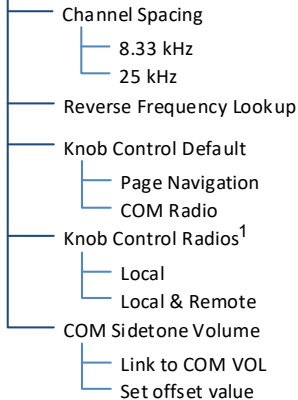 Channel Spacing
8.33 kHz
25 kHz
Reverse Frequency Lookup
Knob Control Default
Page Navigation
COM Radio
Knob Control Radios¹
Local
Local & Remote
COM Sidetone Volume
Link to COM VOL
Set offset value